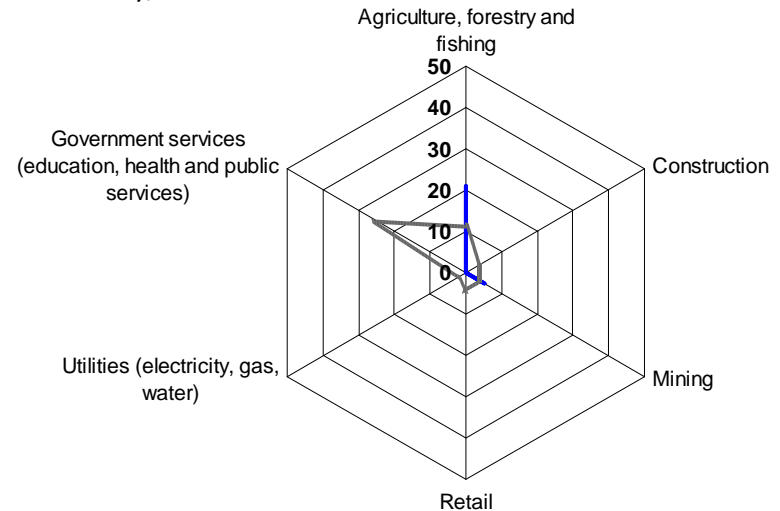 Agriculture, forestry and
fishing
50
40
30
20
10
0
Government services
(education, health and public
services)
Construction
Utilities (electricity, gas,
water)
Mining
Retail